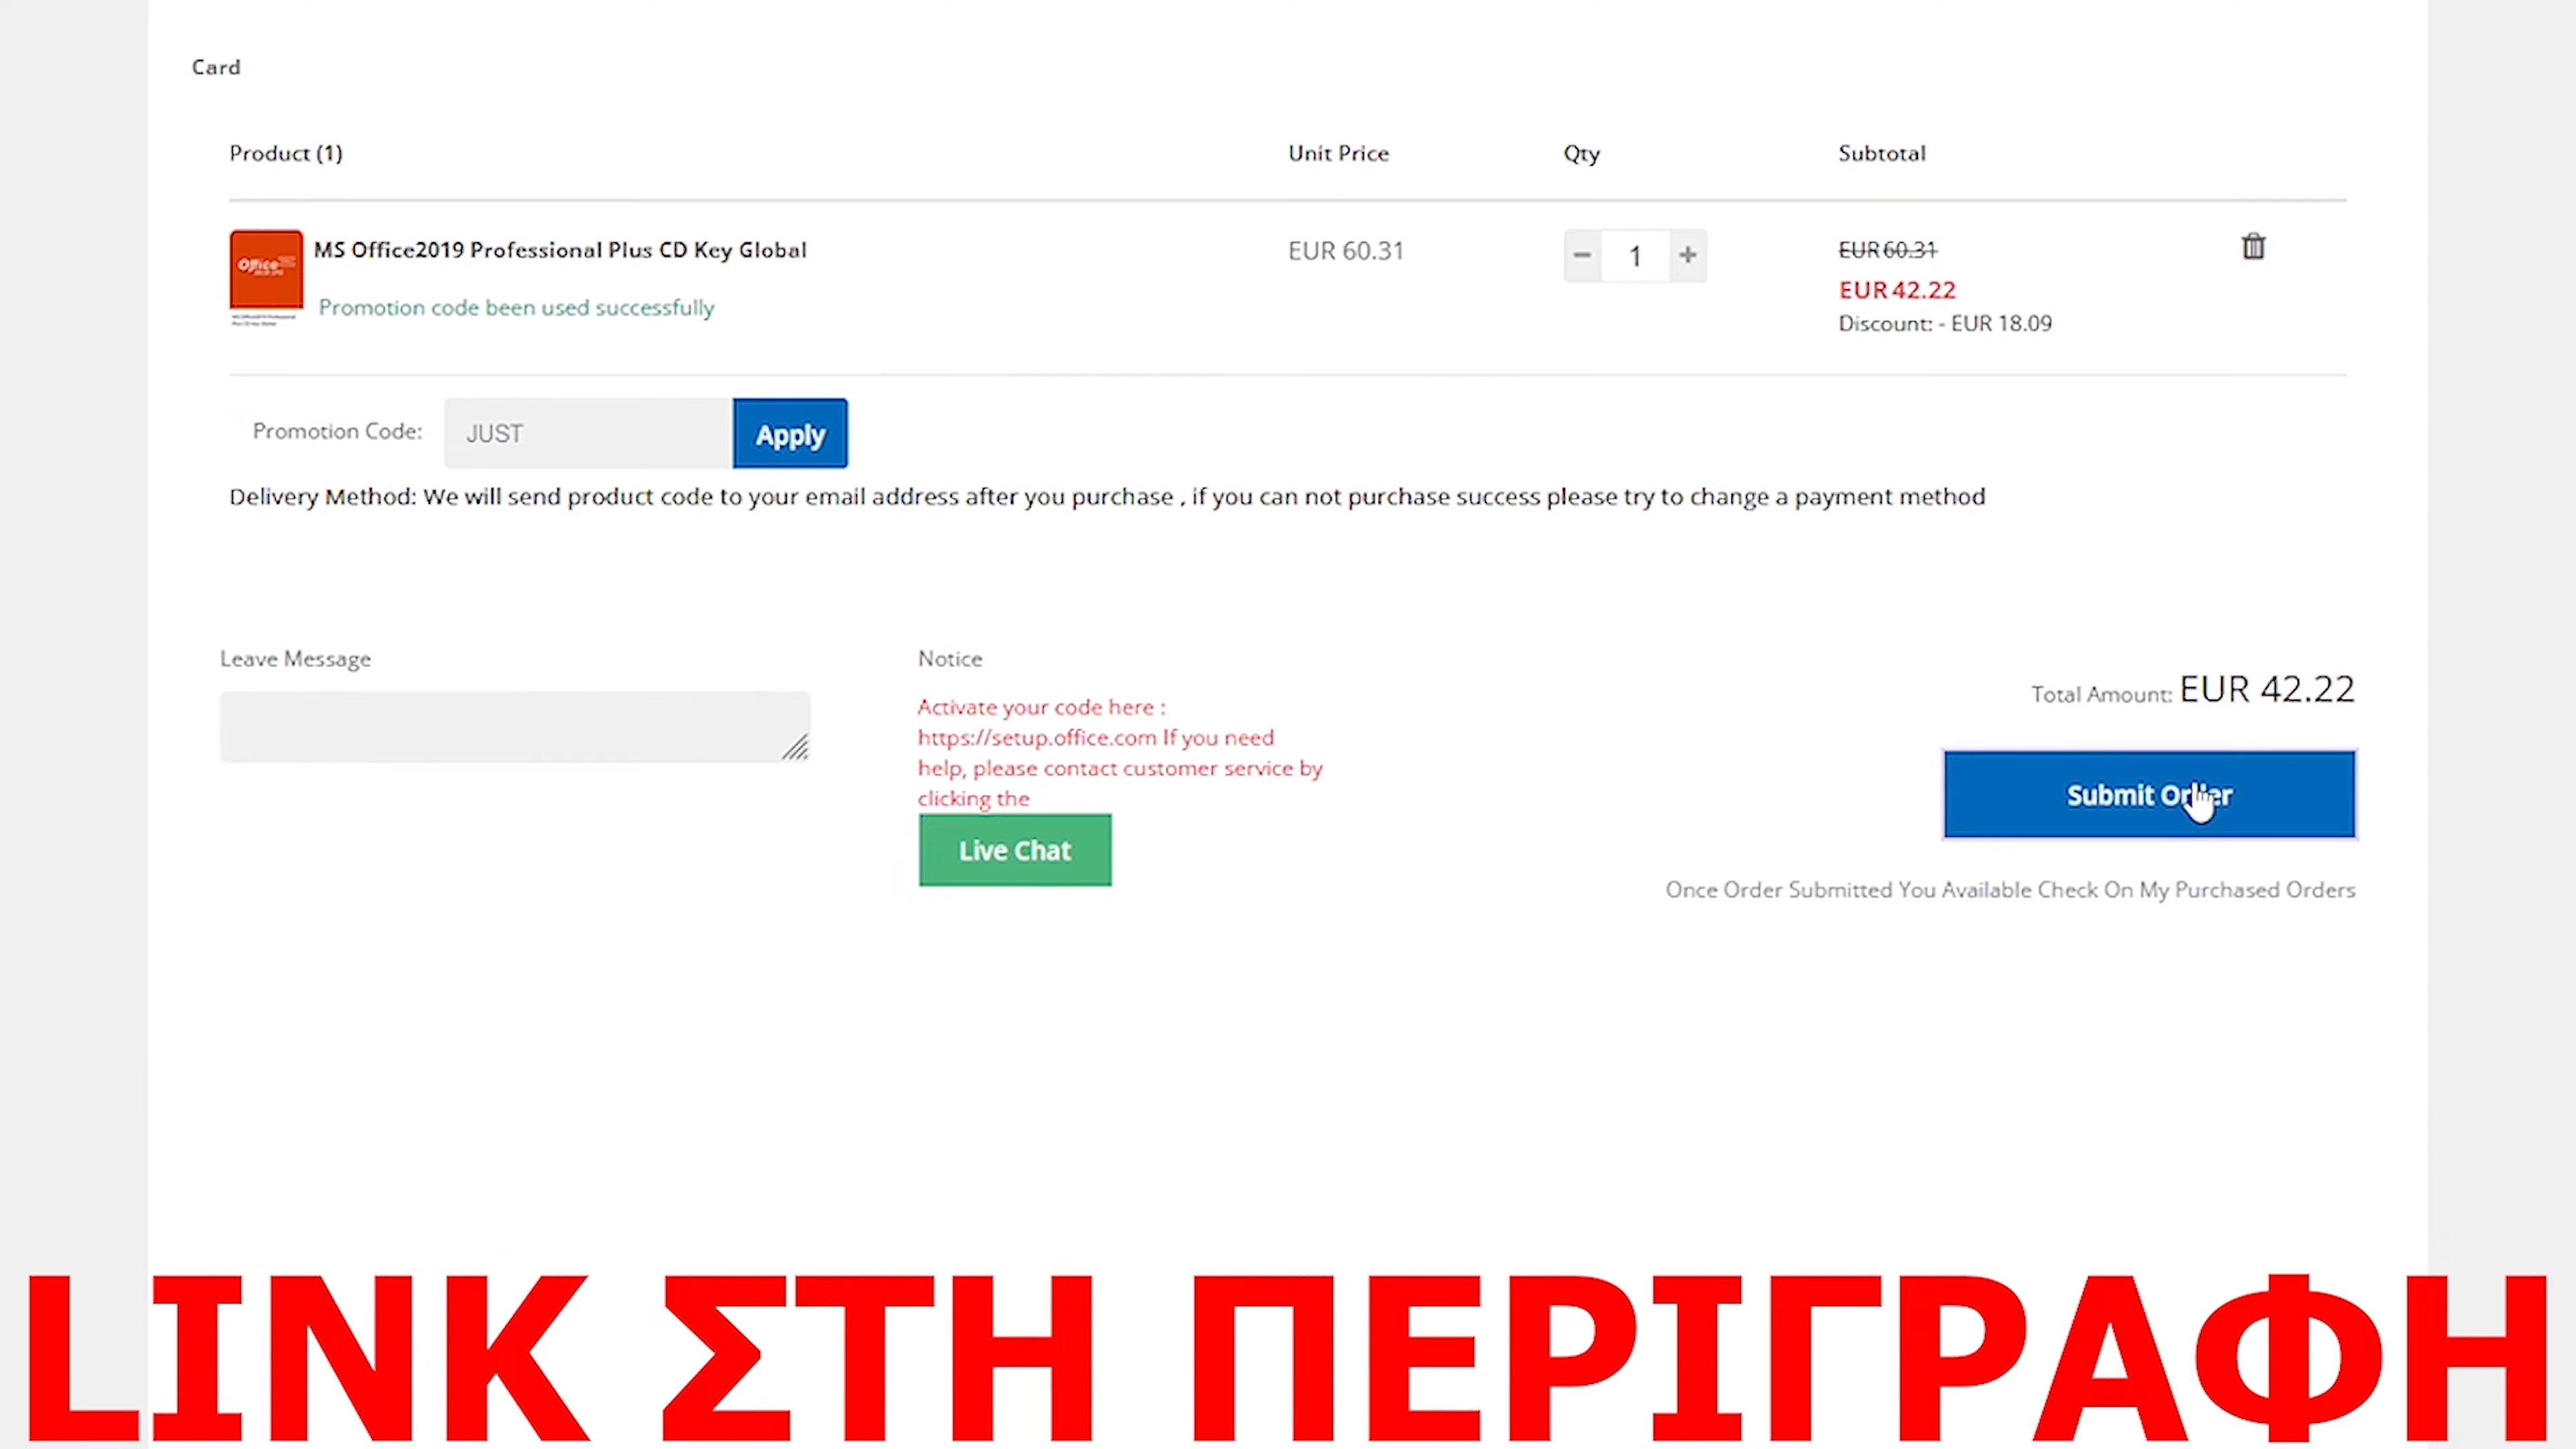 Card
Product (1) Unit Price Qty Subtotal
Office
MS Office2019 Professional Plus CD Key Global EUR 60.31 1 EUR 60.31
Promotion code been used successfully EUR 42.22
Discount: - EUR 18.09
Promotion Code: JUST Apply
Delivery Method: We will send product code to your email address after you purchase , if you can not purchase success please try to change a payment method
Leave Message
Notice
Activate your code here :
https://setup.office.com If you need
help, please contact customer service by
clicking the
Live Chat
Total Amount: EUR 42.22
Submit Order
Once Order Submitted You Available Check On My Purchased Orders
LINK ΣΤΗ ΠΕΡΙΓΡΑΦΗ